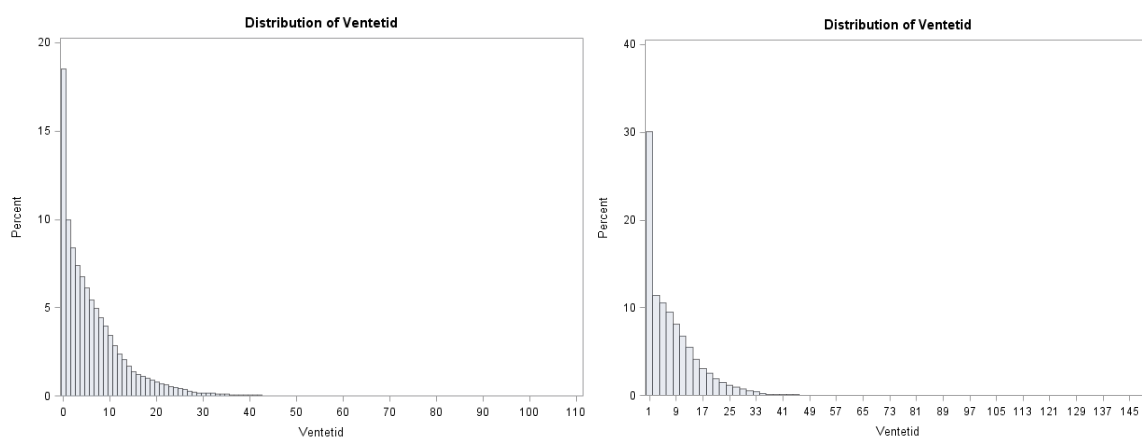 Distribution of Ventetid
20
15
10
5
0
Percent
0 10 20 30 40 50 60 70 80 90 100 110
Ventetid
Distribution of Ventetid
40
30
20
10
0
Percent
1 9 17 25 33 41 49 57 65 73 81 89 97 105 113 121 129 137 145
Ventetid